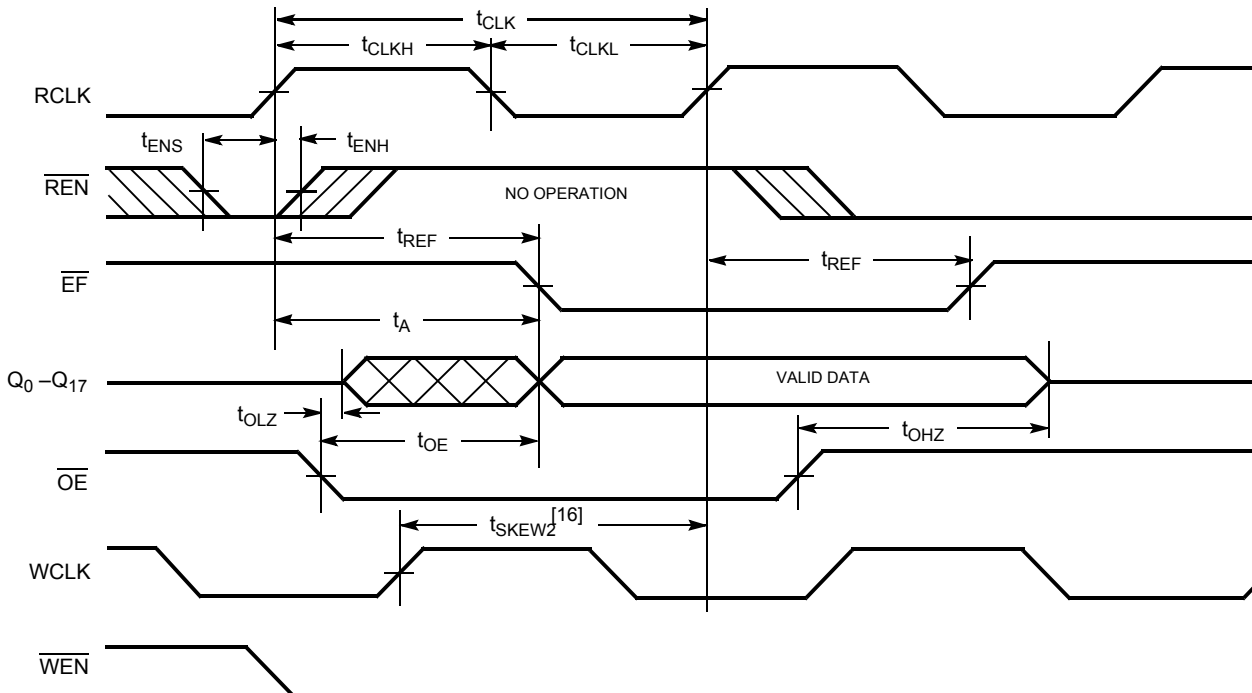 tCLK
tCLKH tCLKL
RCLK
tENS tENH
REN
NO OPERATION
tREF
EF
tREF
tA
Q0 –Q17
VALID DATA
tOLZ
tOE
tOHZ
OE
tSKEW2[16]
WCLK
WEN